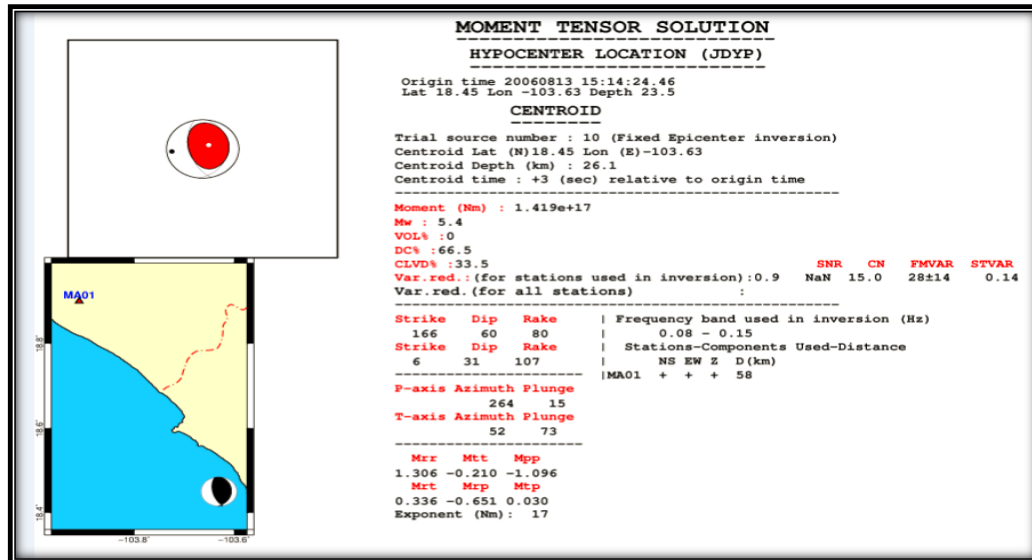 MOMENT TENSOR SOLUTION
HYPOCENTER LOCATION (JDYP)
Origin time 20060813 15:14:24.46
Lat 18.45 Lon -103.63 Depth 23.5
CENTROID
Trial source number : 10 (Fixed Epicenter inversion)
Centroid Lat (N)18.45 Lon (E)-103.63
Centroid Depth (km) : 26.1
Centroid time : +3 (sec) relative to origin time
Moment (Nm) : 1.419e+17
Mw : 5.4
VOL% :0
DC% :66.5
CLVD% :33.5 SNR CN FMVAR STVAR
Var.red.:(for stations used in inversion):0.9 NaN 15.0 28±14 0.14
Var.red.(for all stations) :
Strike Dip Rake | Frequency band used in inversion (Hz)
166 60 80 | 0.08 - 0.15
Strike Dip Rake | Stations-Components Used-Distance
6 31 107 | NS EW Z D(km)
|MA01 + + + 58
P-axis Azimuth Plunge
264 15
T-axis Azimuth Plunge
52 73
Mrr Mtt Mpp
1.306 -0.210 -1.096
Mrt Mrp Mtp
0.336 -0.651 0.030
Exponent (Nm): 17
MA01
18.8°
18.6°
18.4°
-103.8° -103.6°